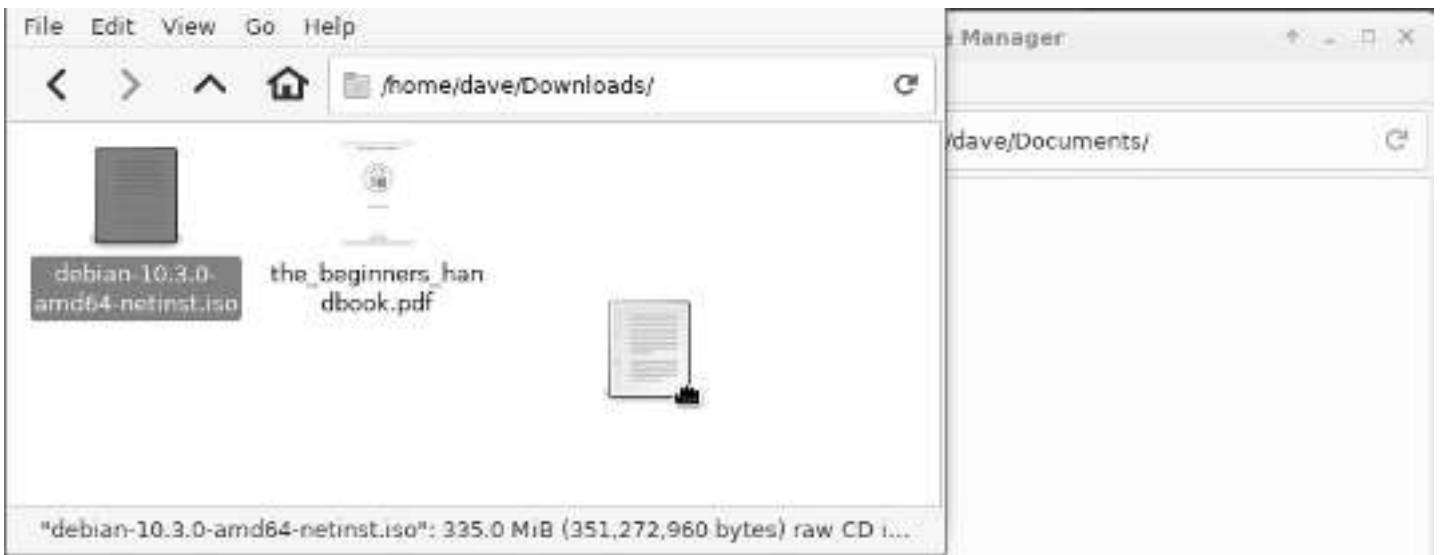 File Edit View Go Help
Manager
/home/dave/Downloads/
/dave/Documents/
debian-10.3.0-
amd64-netinst.iso
the_beginners_han
dbook.pdf
"debian-10.3.0-amd64-netinst.iso": 335.0 MiB (351,272,960 bytes) raw CD i...